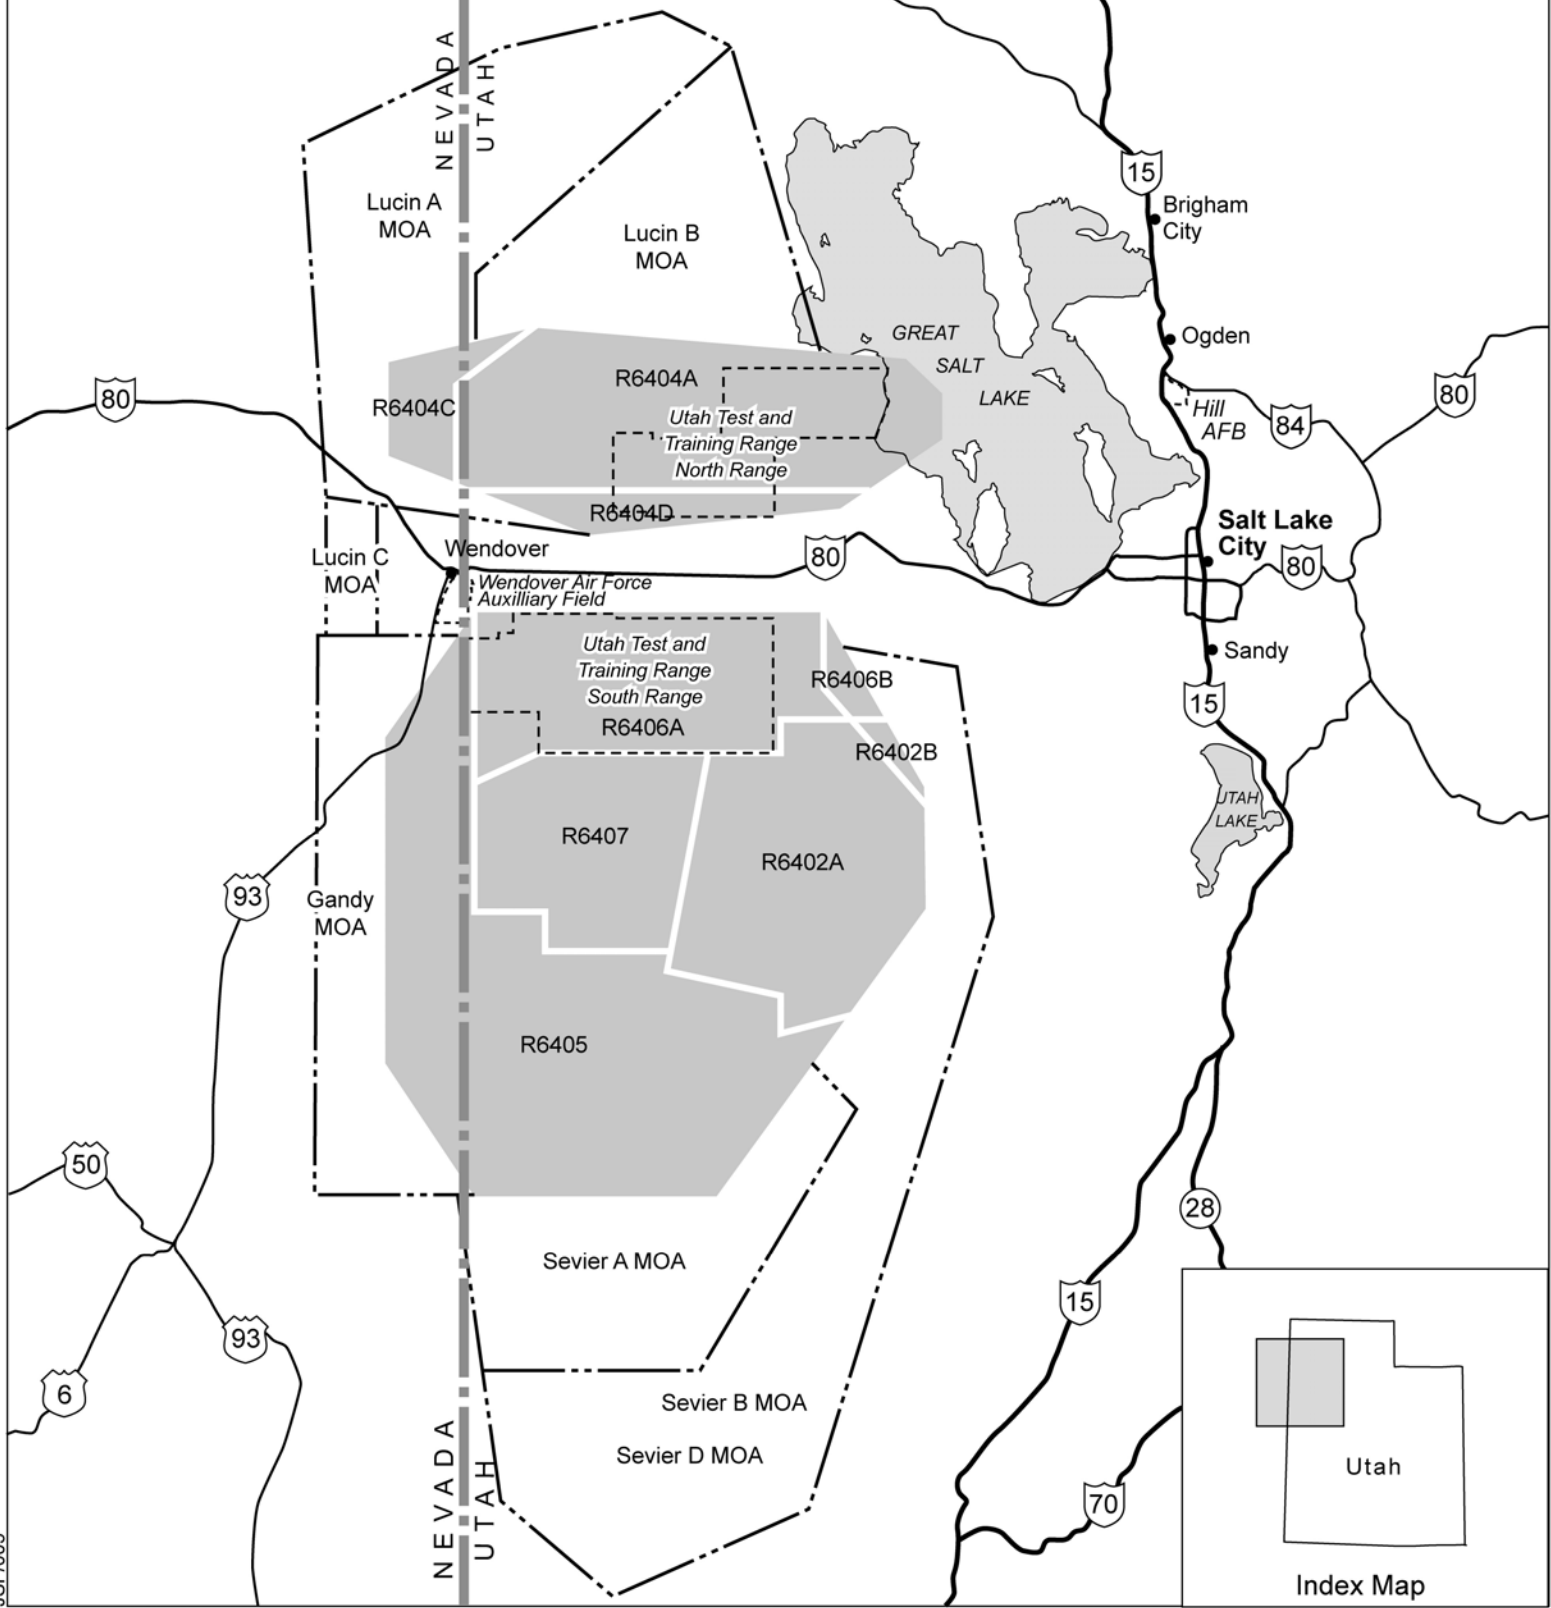 NEVADA
UTAH
15
Brigham
City
Lucin A
MOA
Lucin B
MOA
GREAT
SALT
LAKE
Ogden
80
R6404C
R6404A
Utah Test and
Training Range
North Range
Hill
AFB
84
80
R6404D
Salt Lake
City
Lucin C
MOA
Wendover
80
80
Wendover Air Force
Auxilliary Field
Utah Test and
Training Range
South Range
R6406A
R6406B
Sandy
15
R6402B
UTAH
LAKE
R6407
R6402A
93
Gandy
MOA
R6405
50
28
Sevier A MOA
15
93
6
Sevier B MOA
Sevier D MOA
NEVADA
UTAH
70
Utah
Index Map